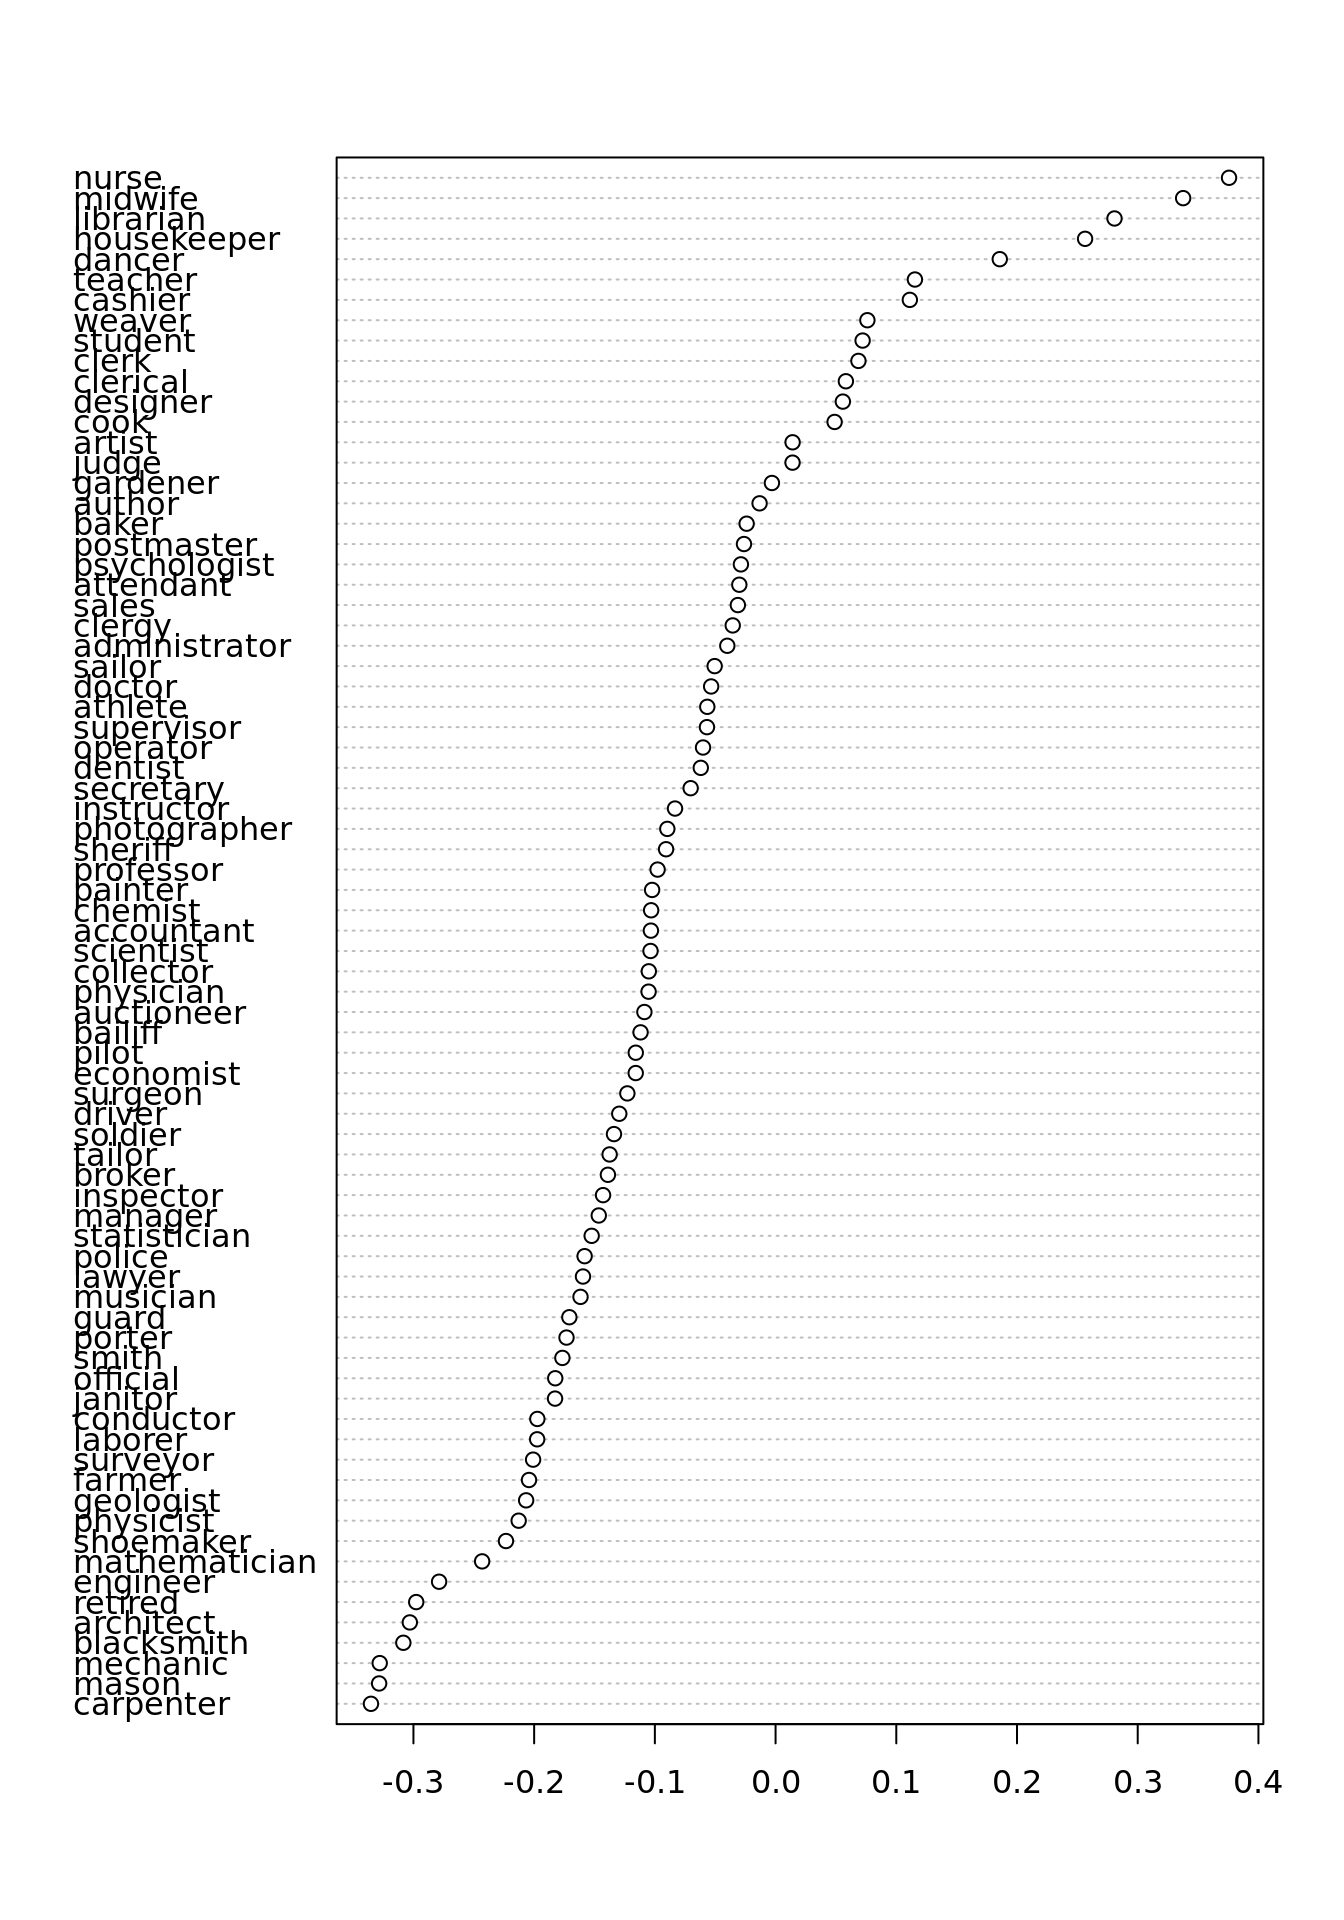 nurse
midwife
librarian
housekeeper
dancer
teacher
cashier
weaver
student
clerk
clerical
designer
cook
artist
judge
gardener
author
baker
postmaster
psychologist
attendant
sales
clergy
administrator
sailor
doctor
athlete
supervisor
operator
dentist
secretary
instructor
photographer
sheriff
professor
painter
chemist
accountant
scientist
collector
physician
auctioneer
bailiff
pilot
economist
surgeon
driver
soldier
tailor
broker
inspector
manager
statistician
police
lawyer
musician
guard
porter
smith
official
janitor
conductor
laborer
surveyor
farmer
geologist
physicist
shoemaker
mathematician
engineer
retired
architect
blacksmith
mechanic
mason
carpenter
-0.3 -0.2 -0.1 0.0 0.1 0.2 0.3 0.4